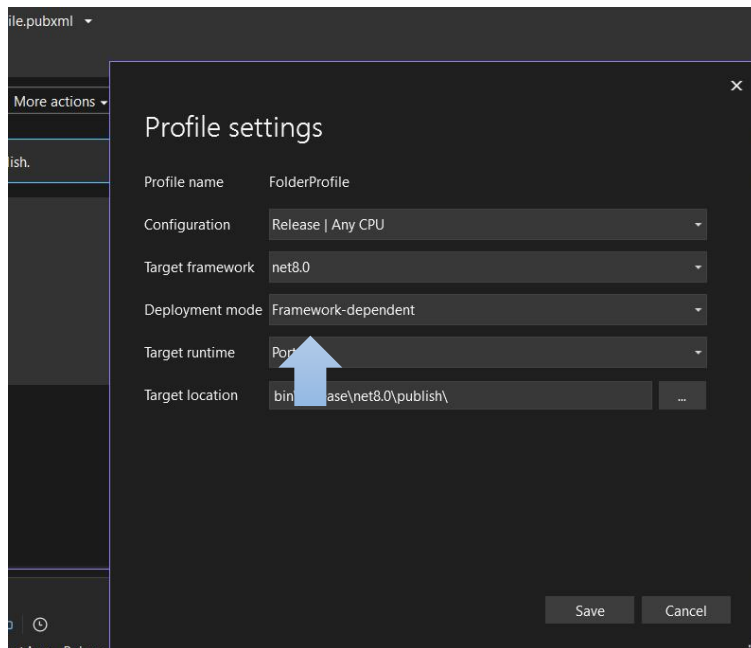 ile.pubxml
More actions
lish.
Profile settings
Profile name FolderProfile
Configuration Release | Any CPU
Target framework net8.0
Deployment mode Framework-dependent
Target runtime
Target location ase\net8.0\publish\
...
Save Cancel